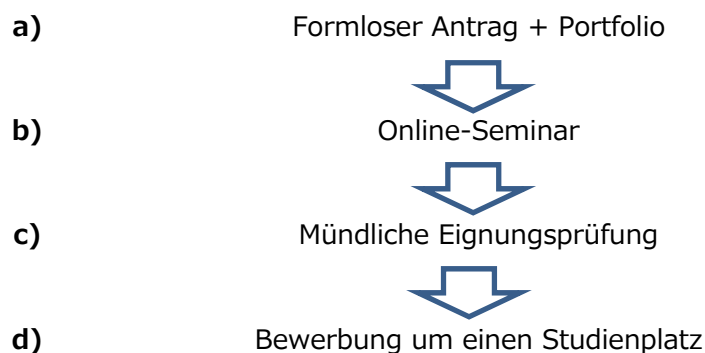 a) Formloser Antrag + Portfolio
b) Online-Seminar
c) Mündliche Eignungsprüfung
d) Bewerbung um einen Studienplatz